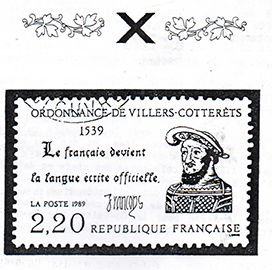 X
ORDONNANCE DE VILLERS-COTTERÊTS
1539
Le français devient
la langue écrite officielle.
LA POSTE 1989
François
2,20 REPUBLIQUE FRANÇAISE